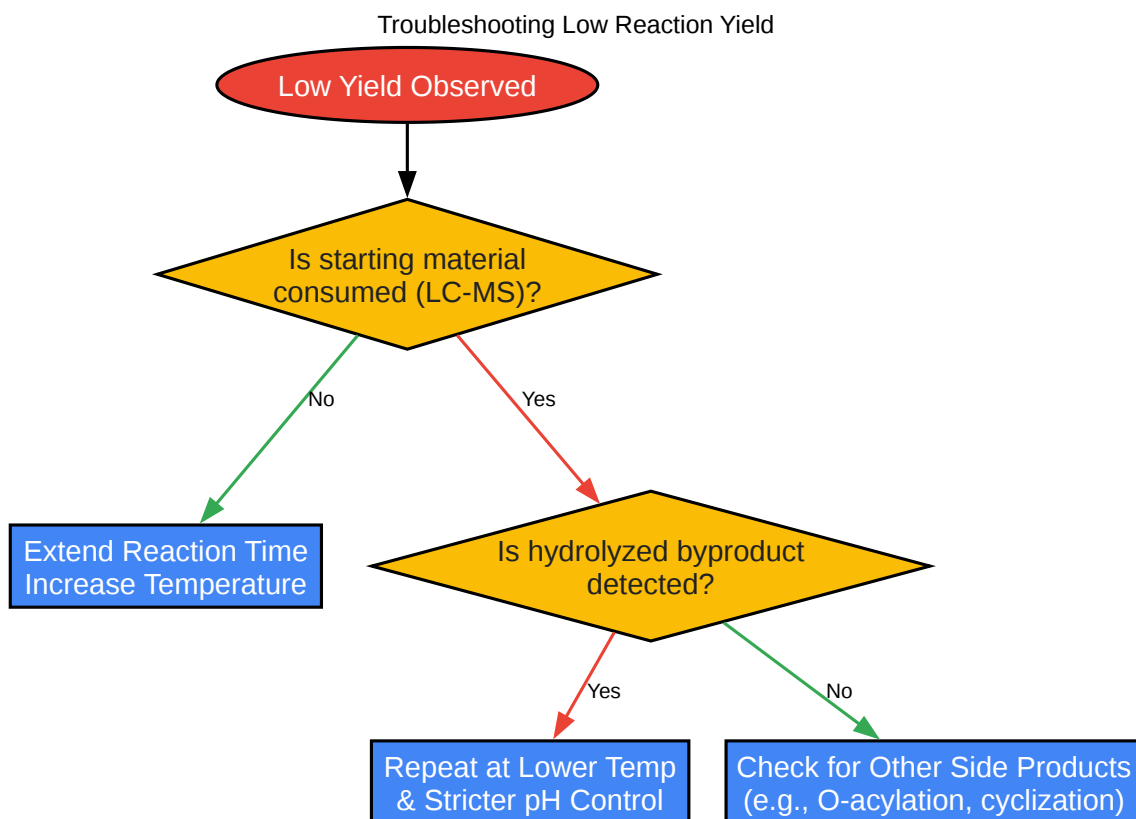 Troubleshooting Low Reaction Yield
Low Yield Observed
Is starting material
consumed (LC-MS)?
No
Yes
Extend Reaction Time
Increase Temperature
Is hydrolyzed byproduct
detected?
Yes
No
Repeat at Lower Temp
& Stricter pH Control
Check for Other Side Products
(e.g., O-acylation, cyclization)